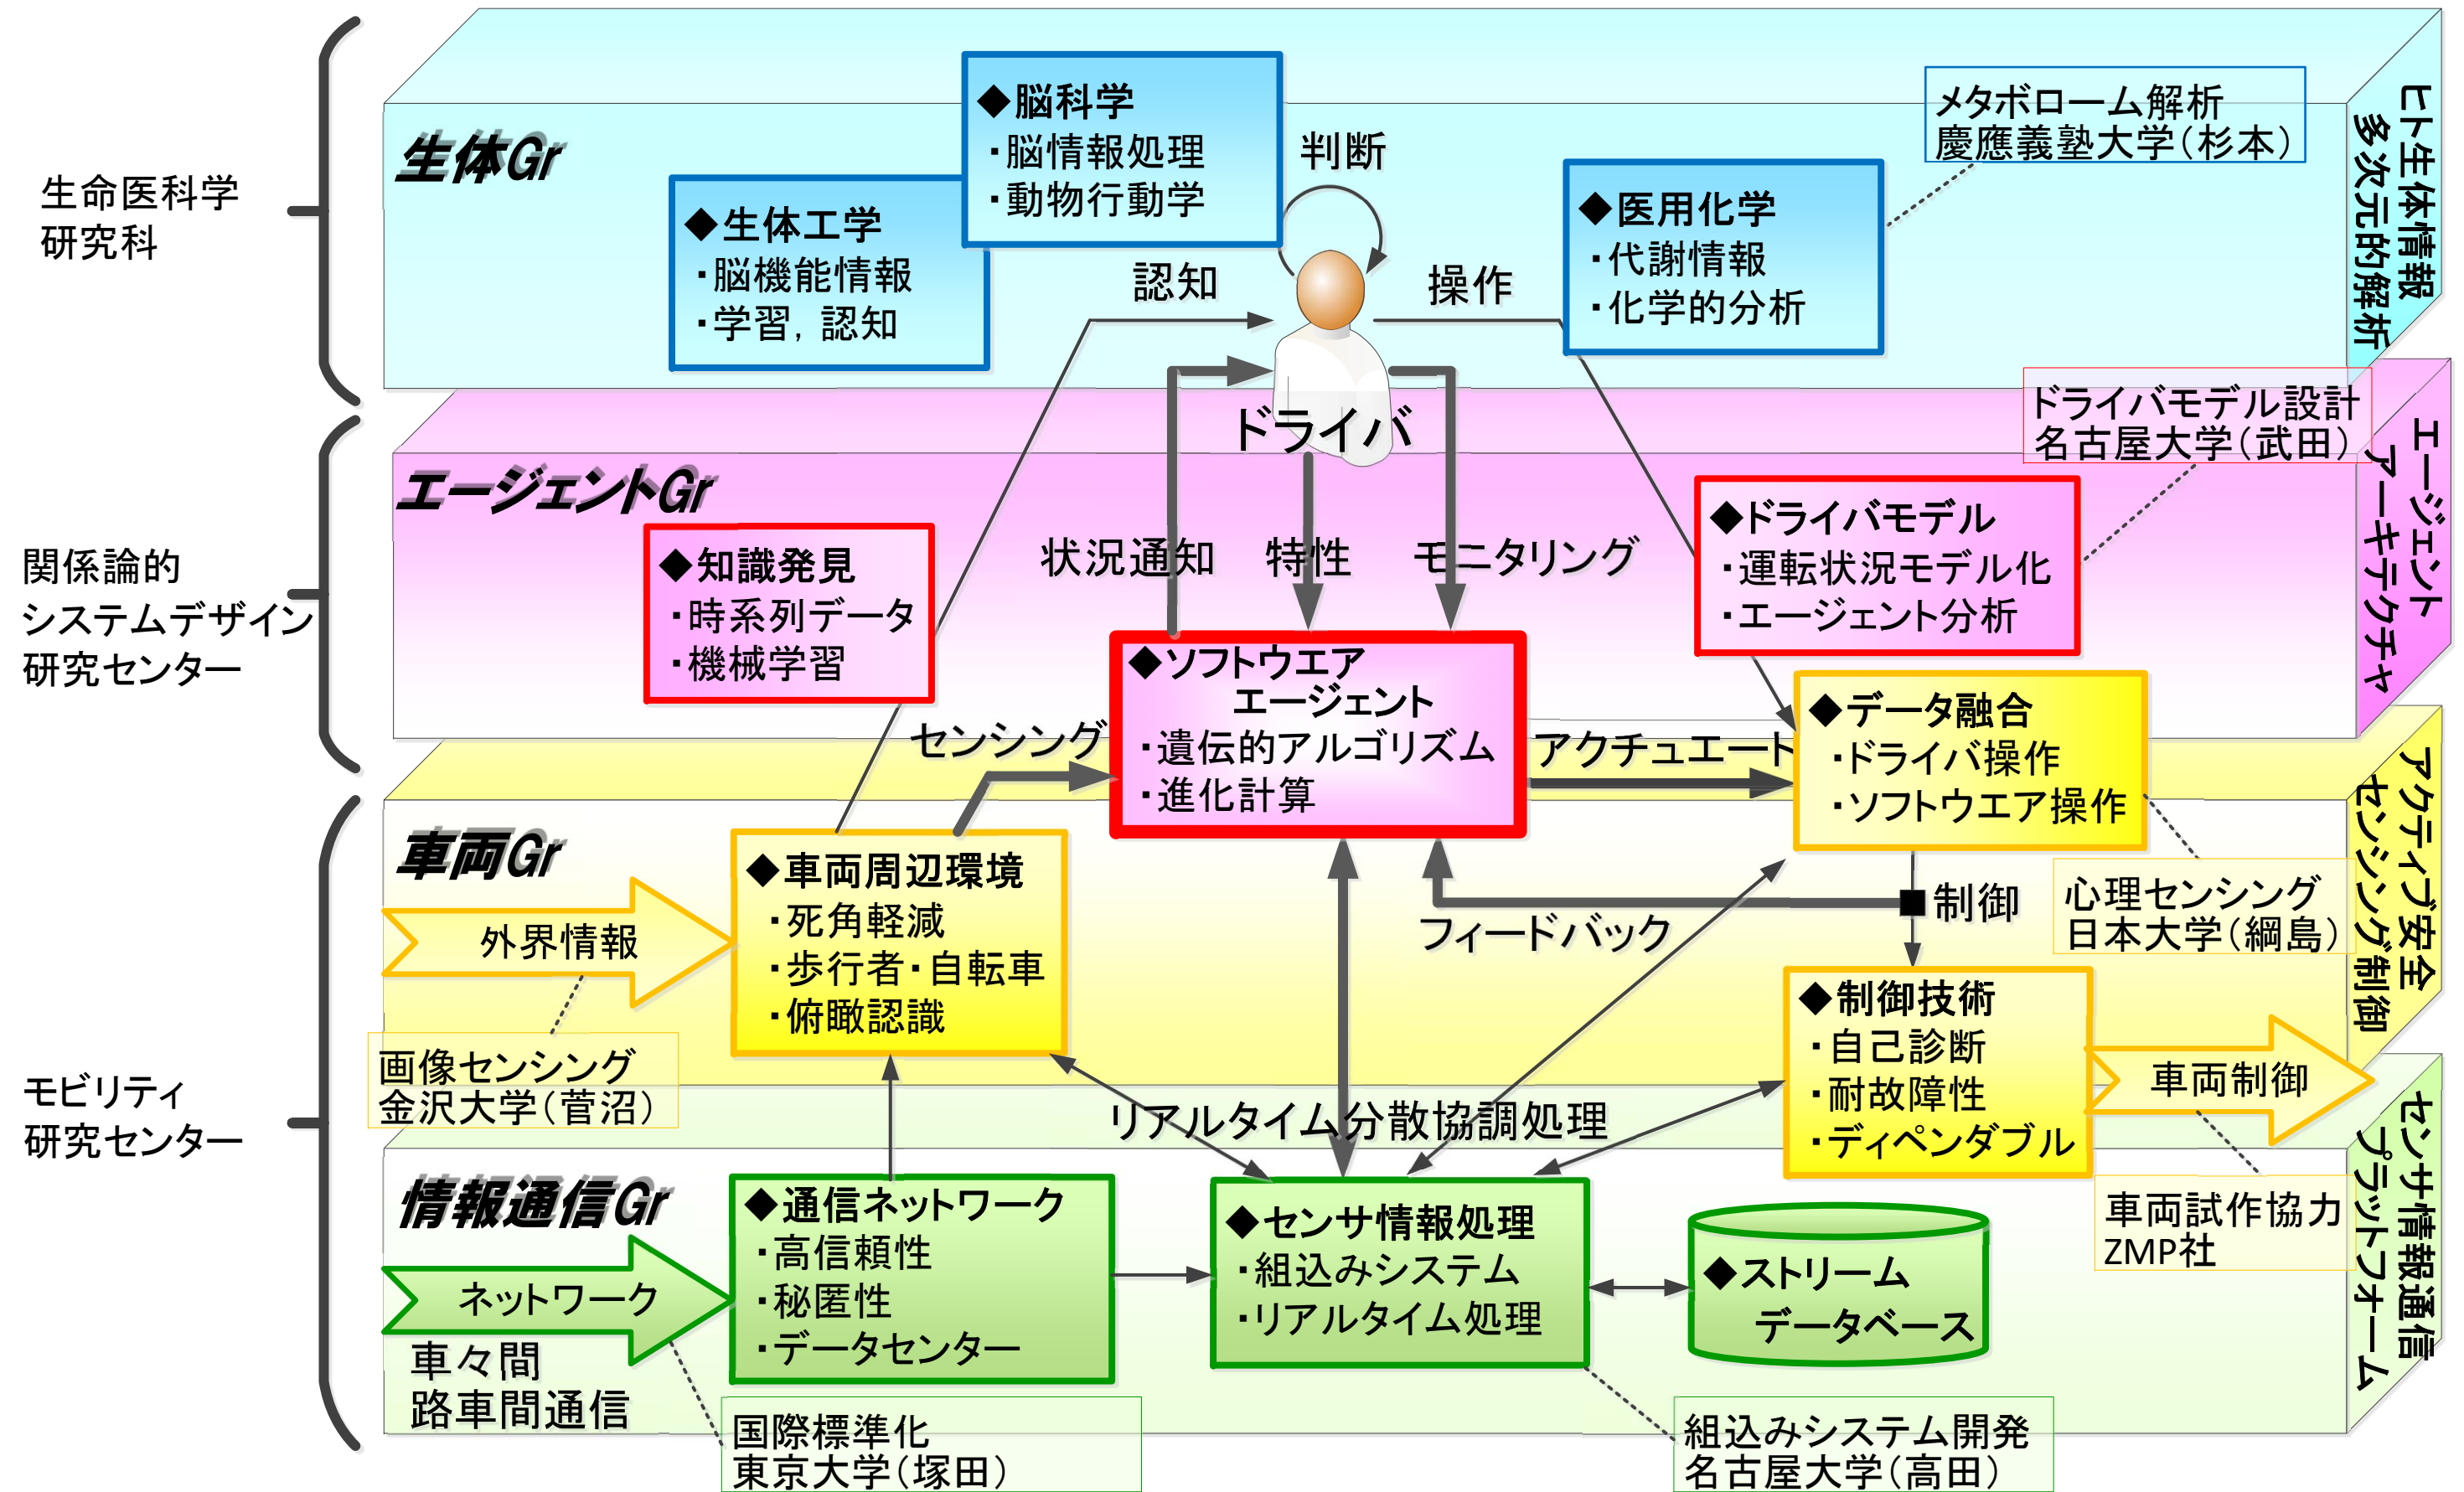 生命医科学
研究科
関係論的
システムデザイン
研究センター
モビリティ
研究センター
生体Gr
◆脳科学
・脳情報処理
・動物行動学
◆生体工学
・脳機能情報
・学習，認知
判断
認知
操作
◆医用化学
・代謝情報
・化学的分析
メタボローム解析
慶應義塾大学（杉本）
ヒト生体情報
多次元的解析
ドライバ
エージェントGr
◆知識発見
・時系列データ
・機械学習
状況通知
特性
モニタリング
ドライバモデル設計
名古屋大学（武田）
◆ドライバモデル
・運転状況モデル化
・エージェント分析
エージェント
アーキテクチャ
◆ソフトウエア
エージェント
・遺伝的アルゴリズム
・進化計算
センシング
アクチュエート
◆データ融合
・ドライバ操作
・ソフトウエア操作
車両Gr
外界情報
◆車両周辺環境
・死角軽減
・歩行者・自転車
・俯瞰認識
画像センシング
金沢大学（菅沼）
フィードバック
制御
心理センシング
日本大学（綱島）
アクティブ安全
センシング制御
◆制御技術
・自己診断
・耐故障性
・ディペンダブル
車両制御
リアルタイム分散協調処理
車両試作協力
ZMP社
情報通信Gr
ネットワーク
車々間
路車間通信
◆通信ネットワーク
・高信頼性
・秘匿性
・データセンター
◆センサ情報処理
・組込みシステム
・リアルタイム処理
◆ストリーム
データベース
センサ情報通信
プラットフォーム
国際標準化
東京大学（塚田）
組込みシステム開発
名古屋大学（高田）